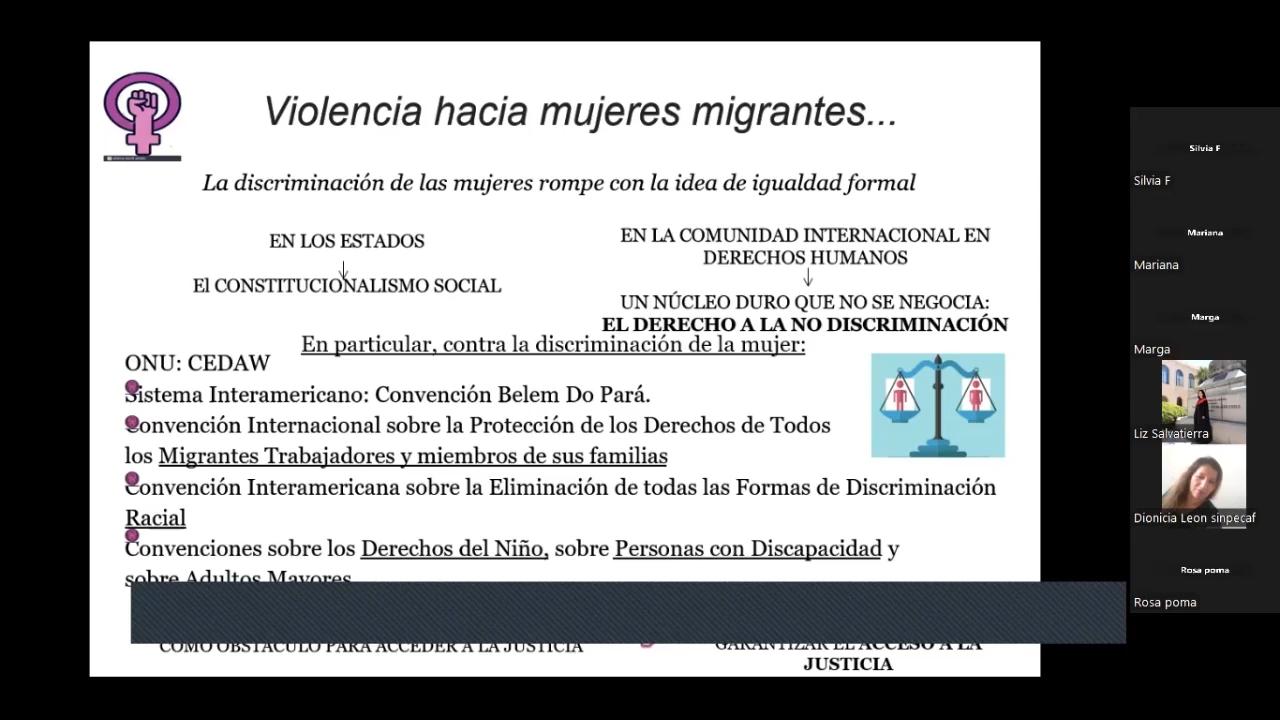 Violencia hacia mujeres migrantes...
La discriminación de las mujeres rompe con la idea de igualdad formal
EN LOS ESTADOS
El CONSTITUCIONALISMO SOCIAL
EN LA COMUNIDAD INTERNACIONAL EN
DERECHOS HUMANOS
UN NÚCLEO DURO QUE NO SE NEGOCIA:
EL DERECHO A LA NO DISCRIMINACIÓN
En particular, contra la discriminación de la mujer:
ONU: CEDAW
Sistema Interamericano: Convención Belem Do Pará.
Convención Internacional sobre la Protección de los Derechos de Todos
los Migrantes Trabajadores y miembros de sus familias
Convención Interamericana sobre la Eliminación de todas las Formas de Discriminación
Racial
Convenciones sobre los Derechos del Niño, sobre Personas con Discapacidad y
sobre Adultos Mayores
COMO OBSTÁCULO PARA ACCEDER A LA JUSTICIA
GARANTIZAR EL ACCESO A LA
JUSTICIA
Silvia F
Silvia F
Mariana
Mariana
Marga
Marga
Liz Salvatierra
Dionicia Leon sinpecaf
Rosa poma
Rosa poma